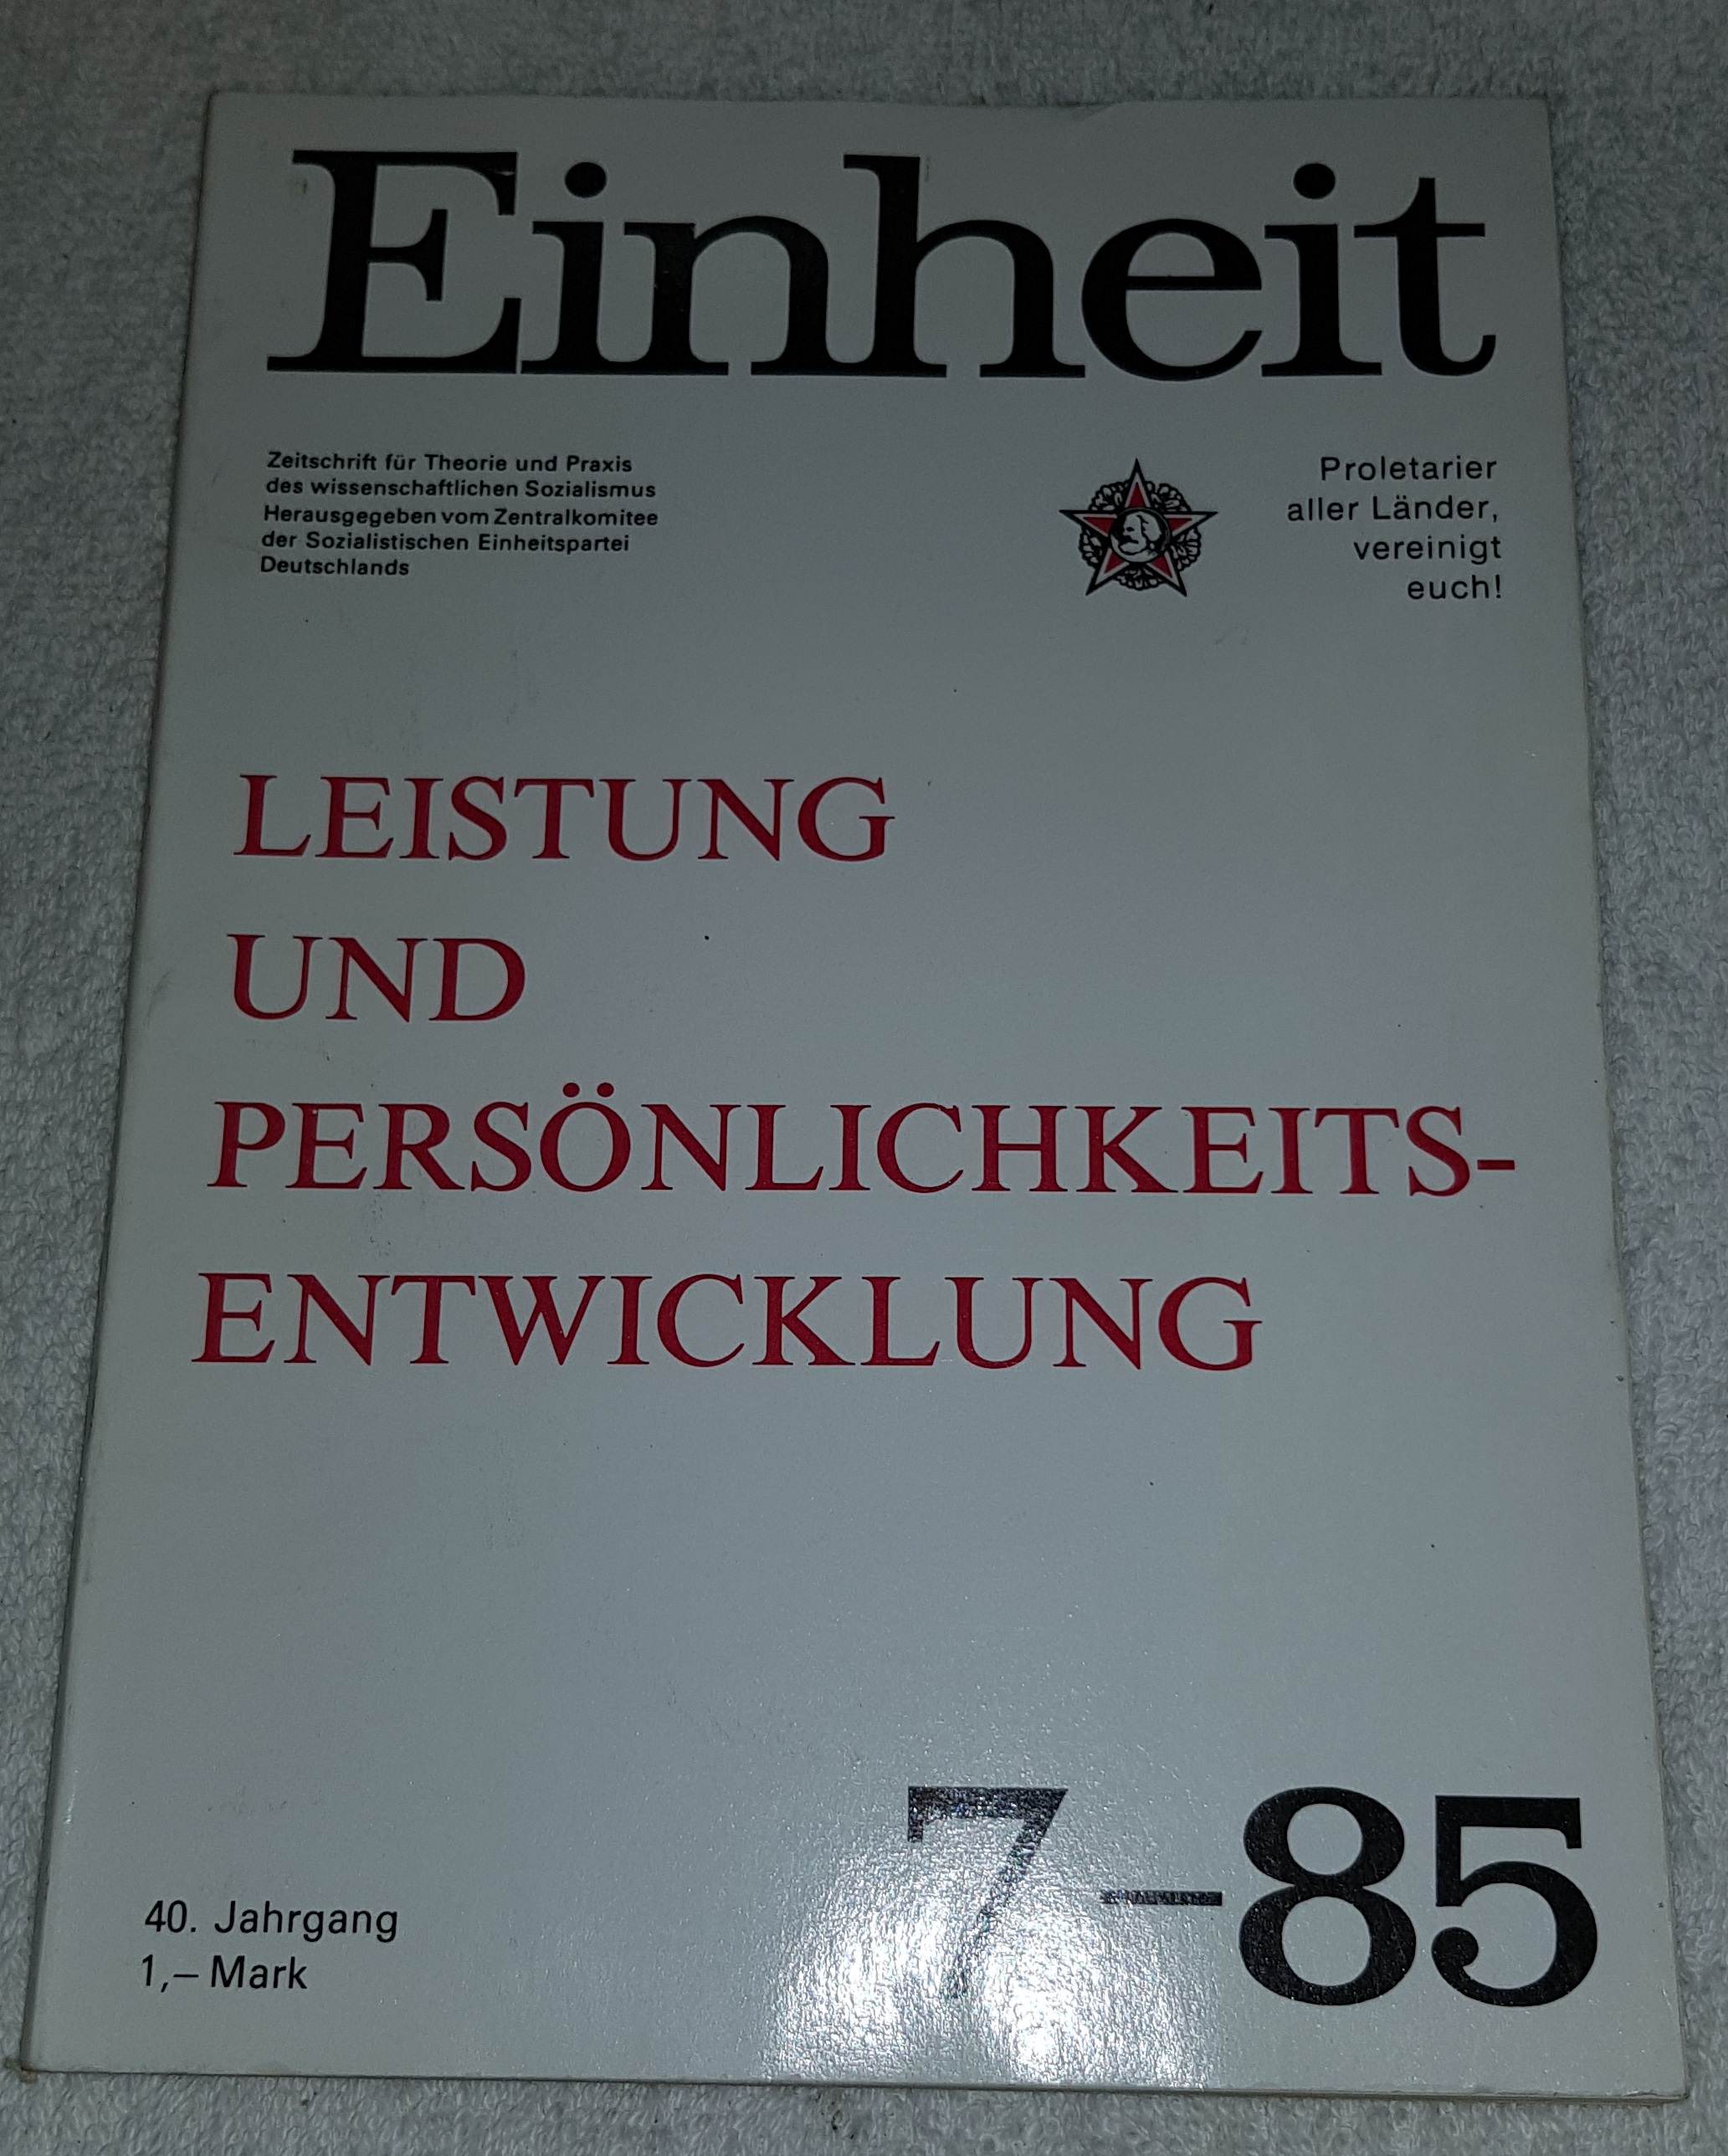 Einheit
Zeitschrift für Theorie und Praxis
des wissenschaftlichen Sozialismus
Herausgegeben vom Zentralkomitee
der Sozialistischen Einheitspartei
Deutschlands
Proletarier
aller Länder,
vereinigt
euch!
LEISTUNG
UND
PERSÖNLICHKEITS-
ENTWICKLUNG
40. Jahrgang
1,– Mark
7–85